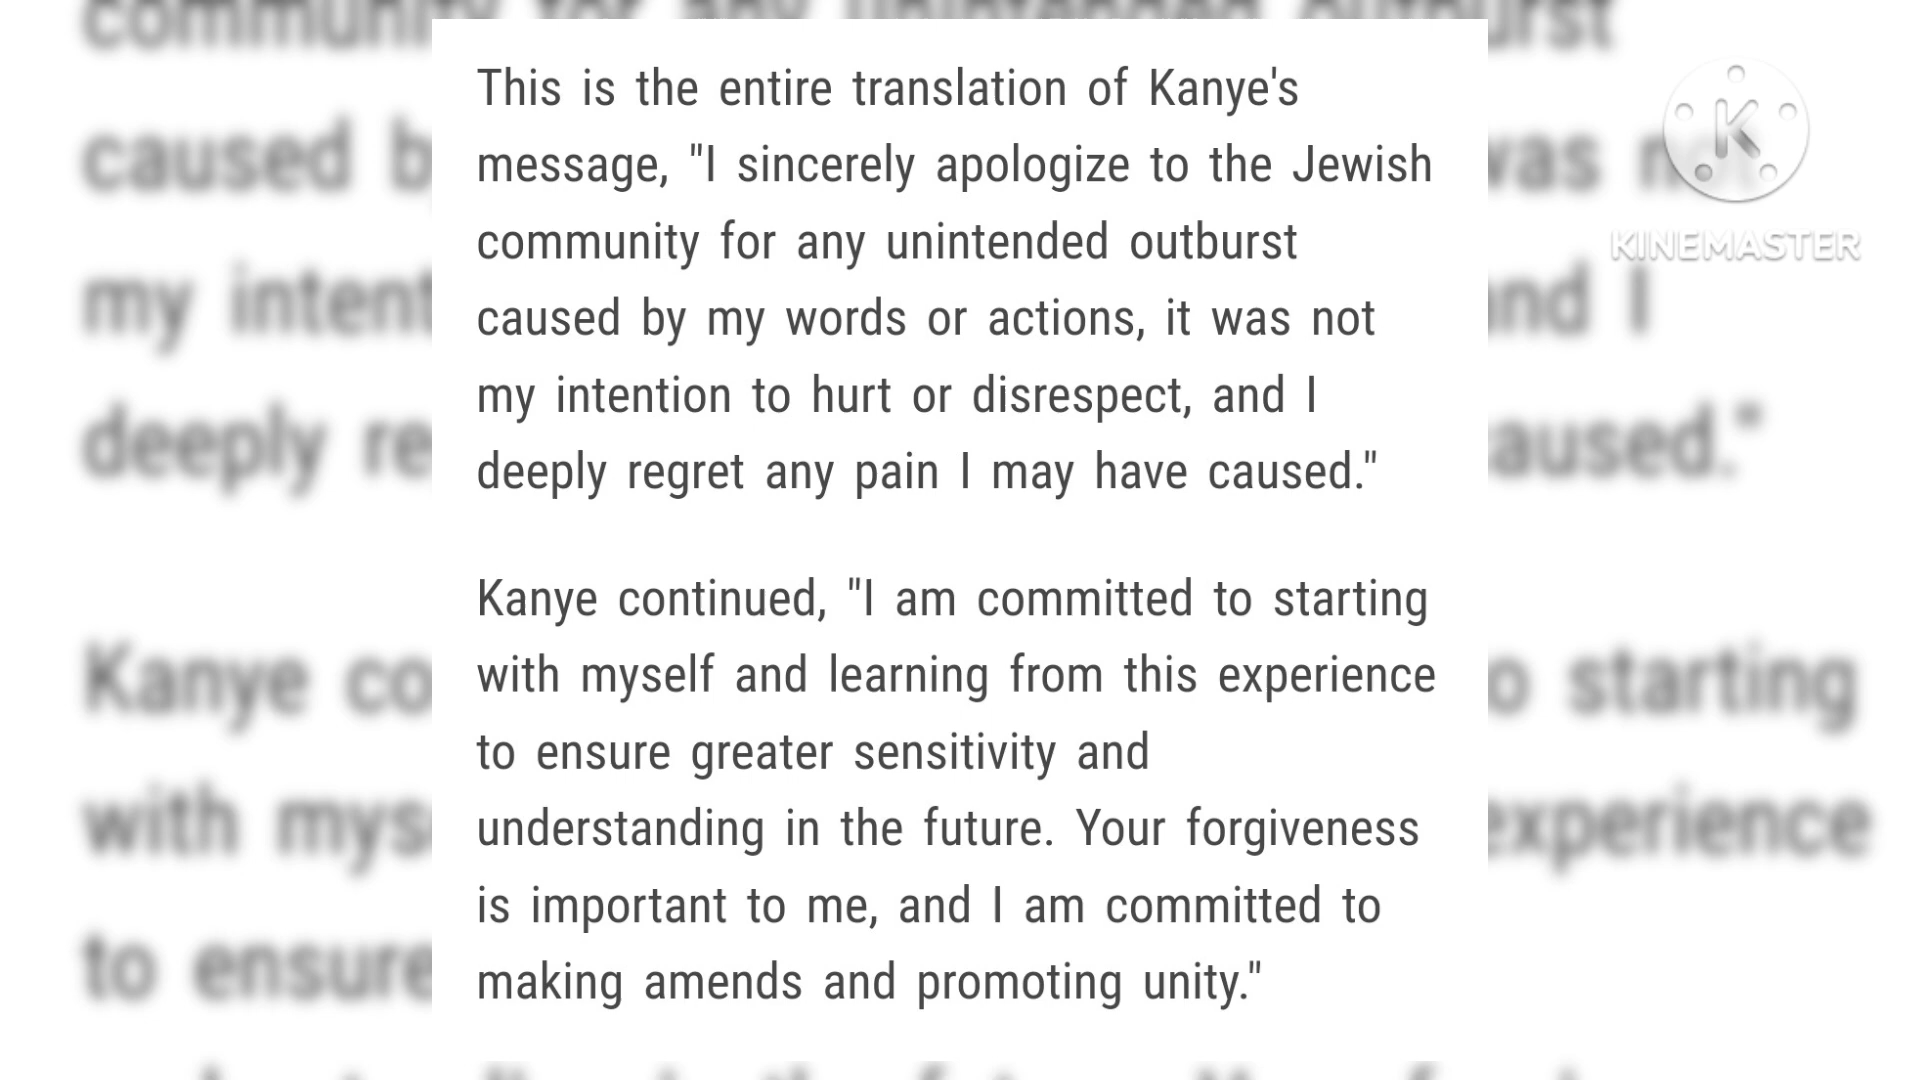 This is the entire translation of Kanye's
message, "I sincerely apologize to the Jewish
community for any unintended outburst
caused by my words or actions, it was not
my intention to hurt or disrespect, and I
deeply regret any pain I may have caused."
Kanye continued, "I am committed to starting
with myself and learning from this experience
to ensure greater sensitivity and
understanding in the future. Your forgiveness
is important to me, and I am committed to
making amends and promoting unity."
K
KINEMASTER